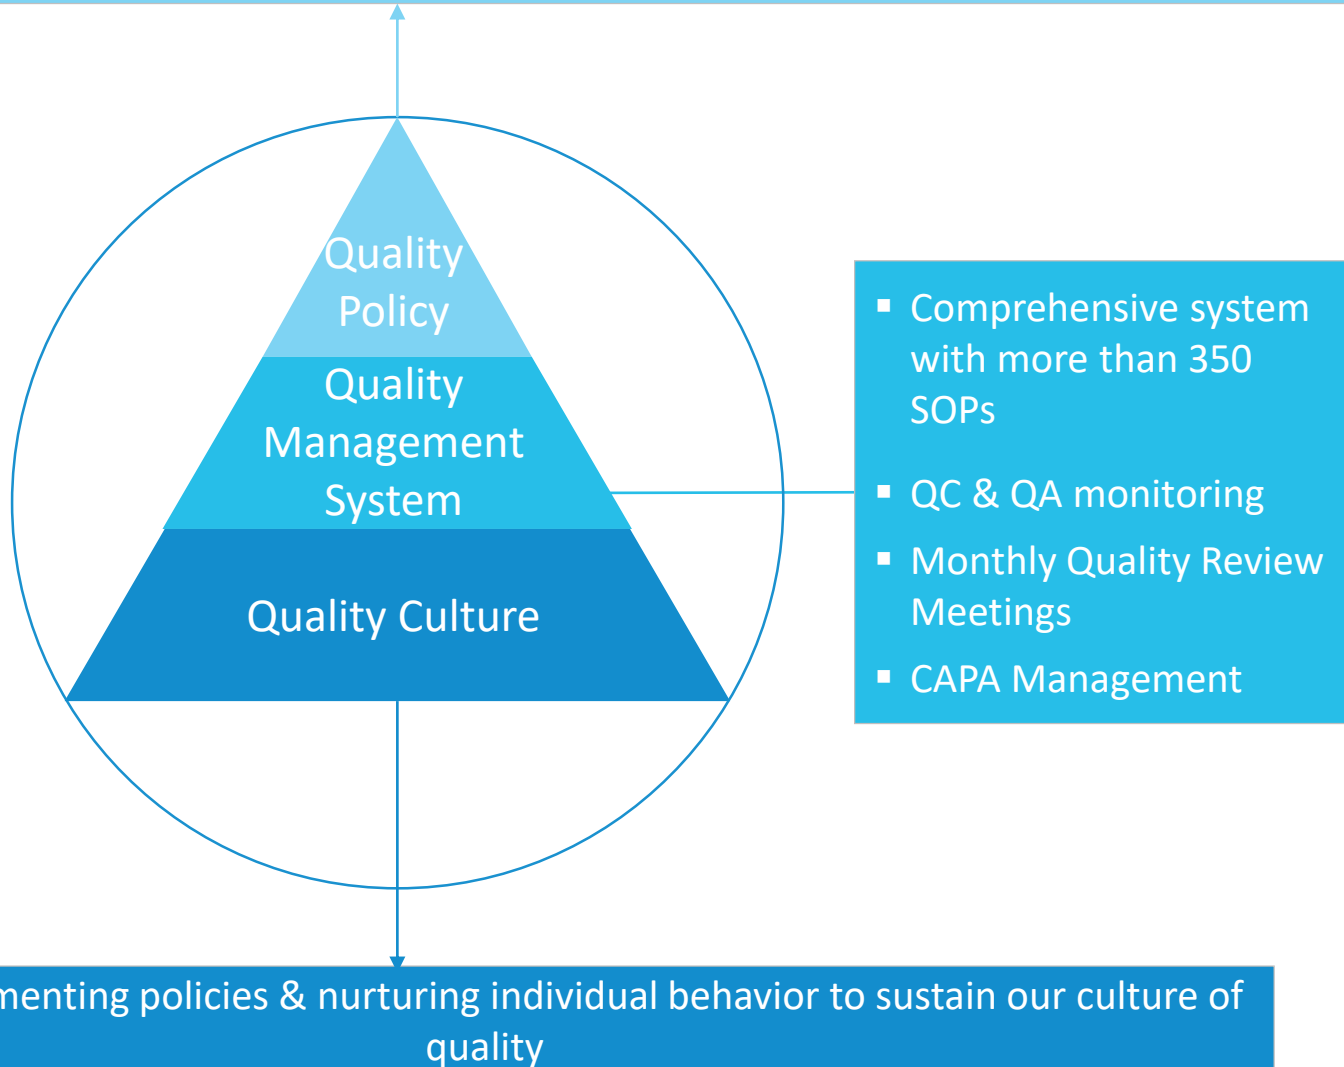 Quality
Policy
Quality
Management
System
Quality Culture
▪ Comprehensive system
with more than 350
SOPs
▪ QC & QA monitoring
▪ Monthly Quality Review
Meetings
▪ CAPA Management
policies & nurturing individual behavior to sustain our culture of
quality